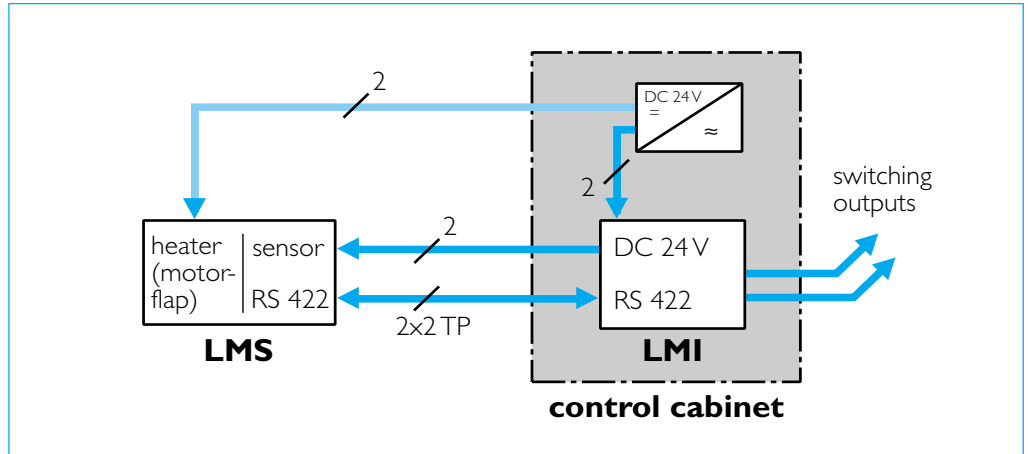 2
DC 24 V
=
≈
2
switching
outputs
heater
(motor-
flap)
sensor
RS 422
2
2x2 TP
DC 24 V
RS 422
LMS
LMI
control cabinet